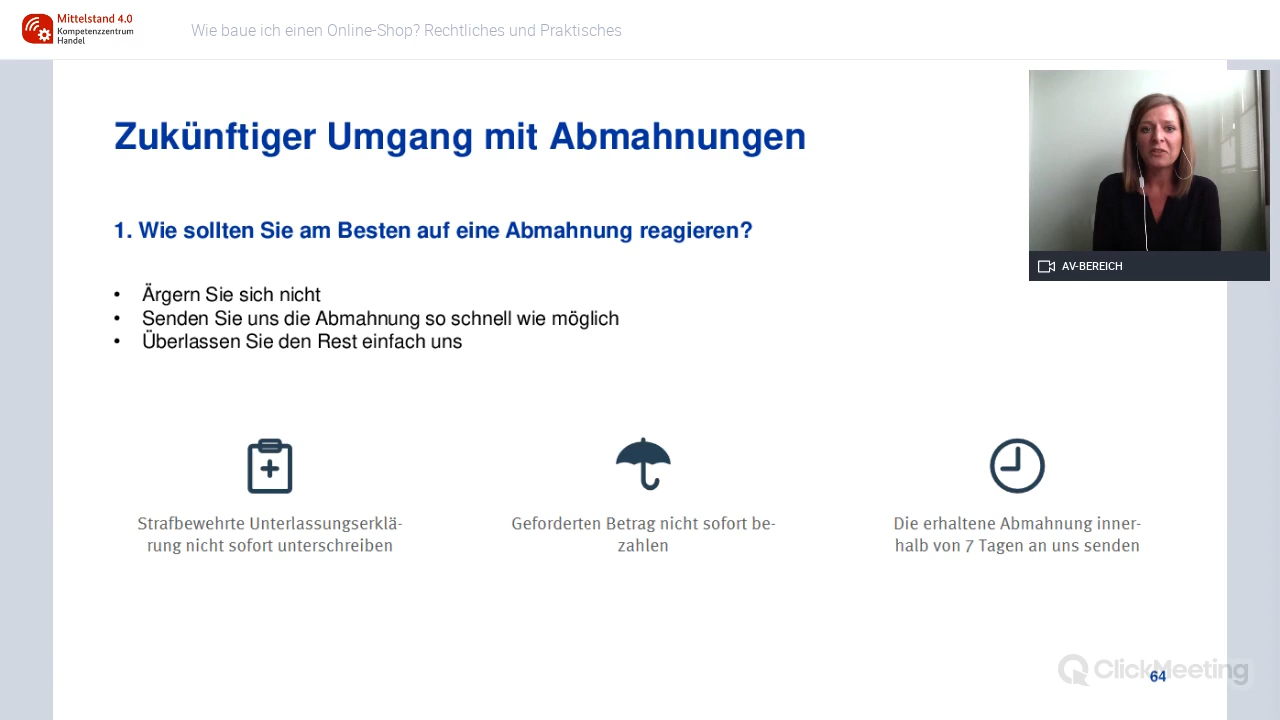 Mittelstand 4.0
Kompetenzzentrum
Handel
Wie baue ich einen Online-Shop? Rechtliches und Praktisches
Zukünftiger Umgang mit Abmahnungen
AV-BEREICH
1. Wie sollten Sie am Besten auf eine Abmahnung reagieren?
• Ärgern Sie sich nicht
• Senden Sie uns die Abmahnung so schnell wie möglich
• Überlassen Sie den Rest einfach uns
Strafbewehrte Unterlassungserklä-
rung nicht sofort unterschreiben
Geforderten Betrag nicht sofort be-
zahlen
Die erhaltene Abmahnung inner-
halb von 7 Tagen an uns senden
ClickMeeting
64